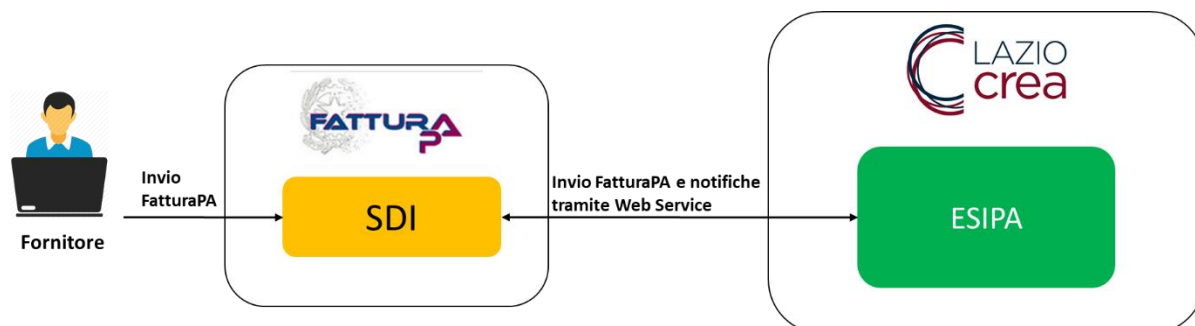 LAZIO
crea
FATTURA
PA
Invio
FatturaPA
Invio FatturaPA e notifiche
tramite Web Service
SDI
ESIPA
Fornitore